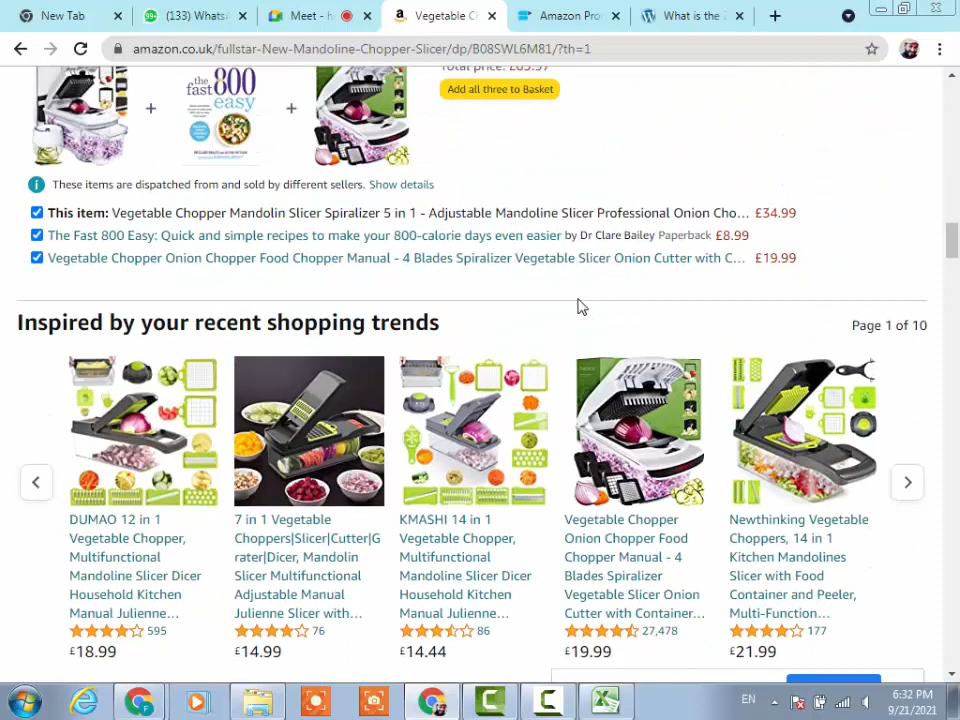 New Tab
(133) Whats
Meet - h
Vegetable C
Amazon Pro
What is the
amazon.co.uk/fullstar-New-Mandoline-Chopper-Slicer/dp/B08SWL6M81/?th=1
the
fast800
easy
Add all three to Basket
These items are dispatched from and sold by different sellers. Show details
This item: Vegetable Chopper Mandolin Slicer Spiralizer 5 in 1 - Adjustable Mandoline Slicer Professional Onion Cho... £34.99
The Fast 800 Easy: Quick and simple recipes to make your 800-calorie days even easier by Dr Clare Bailey Paperback £8.99
Vegetable Chopper Onion Chopper Food Chopper Manual - 4 Blades Spiralizer Vegetable Slicer Onion Cutter with C... £19.99
Inspired by your recent shopping trends
Page 1 of 10
DUMAO 12 in 1
Vegetable Chopper,
Multifunctional
Mandoline Slicer Dicer
Household Kitchen
Manual Julienne...
595
£18.99
7 in 1 Vegetable
Choppers|Slicer|Cutter|G
rater|Dicer, Mandolin
Slicer Multifunctional
Adjustable Manual
Julienne Slicer with...
76
£14.99
KMASHI 14 in 1
Vegetable Chopper,
Multifunctional
Mandoline Slicer Dicer
Household Kitchen
Manual Julienne...
86
£14.44
Vegetable Chopper
Onion Chopper Food
Chopper Manual - 4
Blades Spiralizer
Vegetable Slicer Onion
Cutter with Container...
27,478
£19.99
Newthinking Vegetable
Choppers, 14 in 1
Kitchen Mandolines
Slicer with Food
Container and Peeler,
Multi-Function...
177
£21.99
EN
6:32 PM
9/21/2021